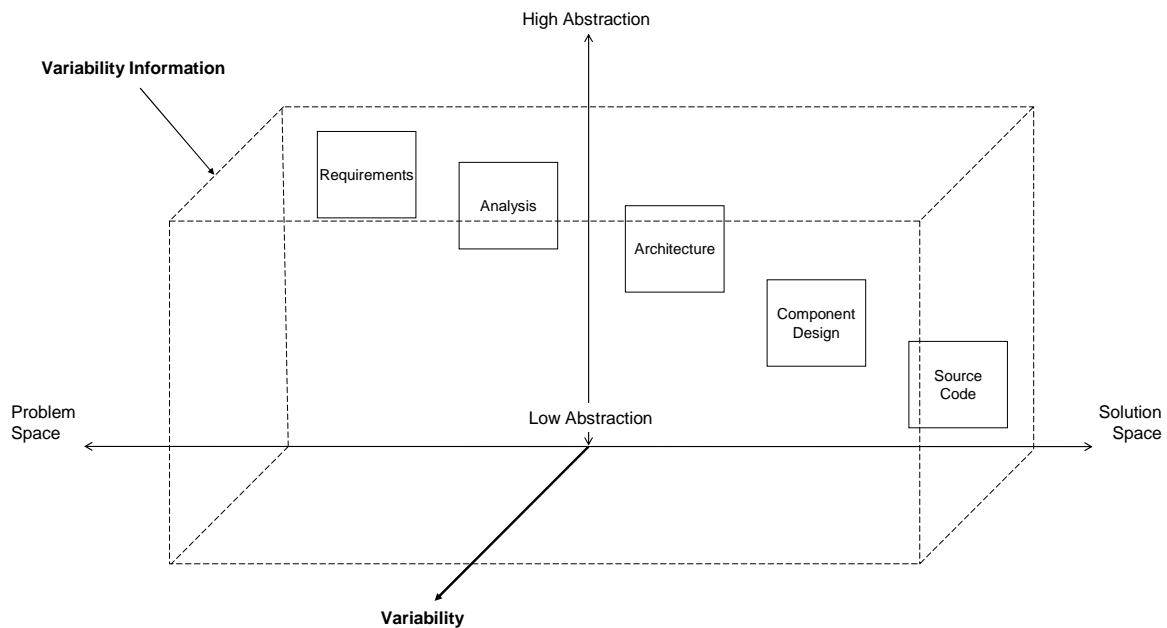 High Abstraction
Variability Information
Requirements
Analysis
Architecture
Component
Design
Source
Code
Problem
Space
Low Abstraction
Solution
Space
Variability